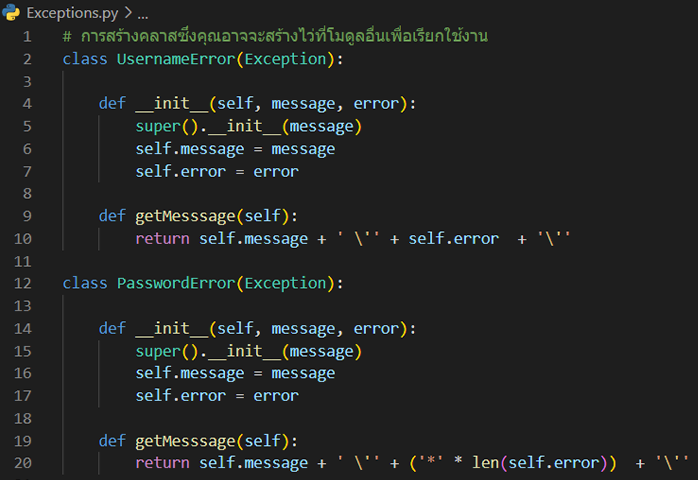 Exceptions.py > ...
1 # การสร้างคลาสซึ่งคุณอาจจะสร้างไว่ที่โมดูลอื่นเพื่อเรียกใช้งาน
2 class UsernameError(Exception):
3
4     def __init__(self, message, error):
5         super().__init__(message)
6         self.message = message
7         self.error = error
8
9     def getMesssage(self):
10         return self.message + ' \'' + self.error  + '\''
11
12 class PasswordError(Exception):
13
14     def __init__(self, message, error):
15         super().__init__(message)
16         self.message = message
17         self.error = error
18
19     def getMesssage(self):
20         return self.message + ' \'' + ('*' * len(self.error))  + '\''